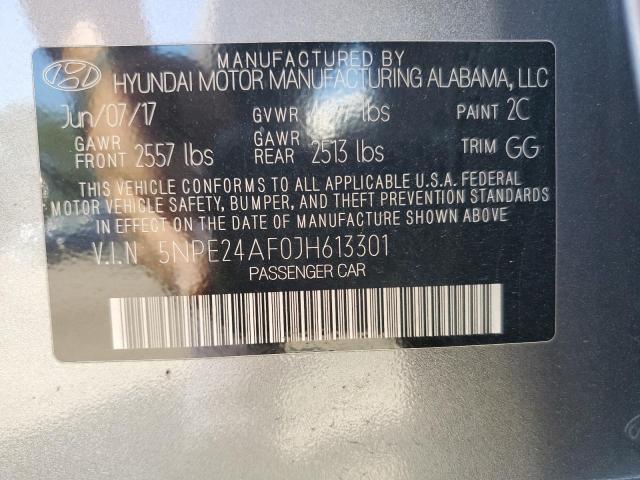 MANUFACTURED BY
HYUNDAI MOTOR MANUFACTURING ALABAMA, LLC
Jun/07/17 GVWR lbs PAINT 2C
GAWR FRONT 2557 lbs GAWR REAR 2513 lbs TRIM GG
THIS VEHICLE CONFORMS TO ALL APPLICABLE U.S.A. FEDERAL
MOTOR VEHICLE SAFETY, BUMPER, AND THEFT PREVENTION STANDARDS
IN EFFECT ON THE DATE OF MANUFACTURE SHOWN ABOVE
V.I.N 5NPE24AF0JH613301
PASSENGER CAR